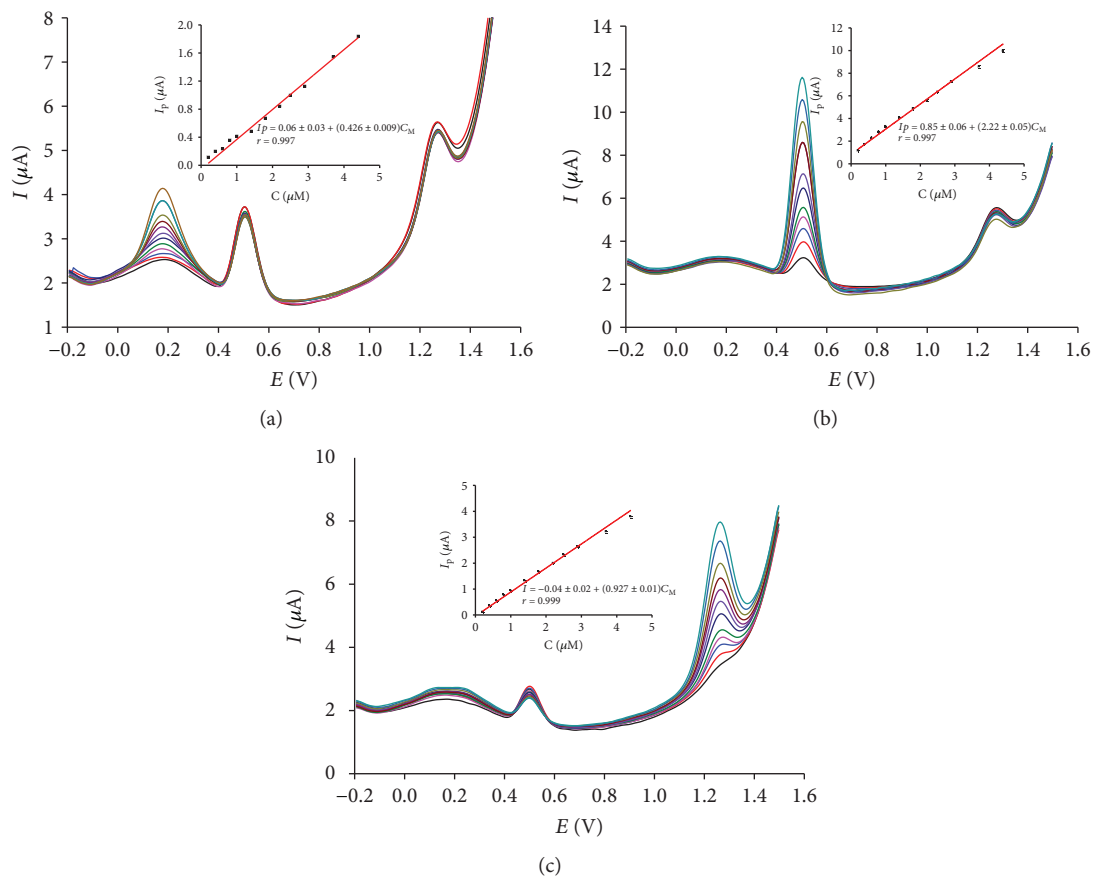 8
7
6
5
4
3
2
1
I (μA)
−0.2 0.0 0.2 0.4 0.6 0.8 1.0 1.2 1.4 1.6
E (V)
2.0
1.6
1.2
0.8
0.4
0.0
Ip (μA)
0 1 2 3 4 5
C (μM)
Ip = 0.06 ± 0.03 + (0.426 ± 0.009)CM
r = 0.997
(a)
14
12
10
8
6
4
2
0
I (μA)
−0.2 0.0 0.2 0.4 0.6 0.8 1.0 1.2 1.4 1.6
E (V)
12
10
8
6
4
2
0
Ip (μA)
0 1 2 3 4 5
C (μM)
Ip = 0.85 ± 0.06 + (2.22 ± 0.05)CM
r = 0.997
(b)
10
8
6
4
2
0
I (μA)
−0.2 0.0 0.2 0.4 0.6 0.8 1.0 1.2 1.4 1.6
E (V)
5
4
3
2
1
0
Ip (μA)
0 1 2 3 4 5
C (μM)
I = −0.04 ± 0.02 + (0.927 ± 0.01)CM
r = 0.999
(c)